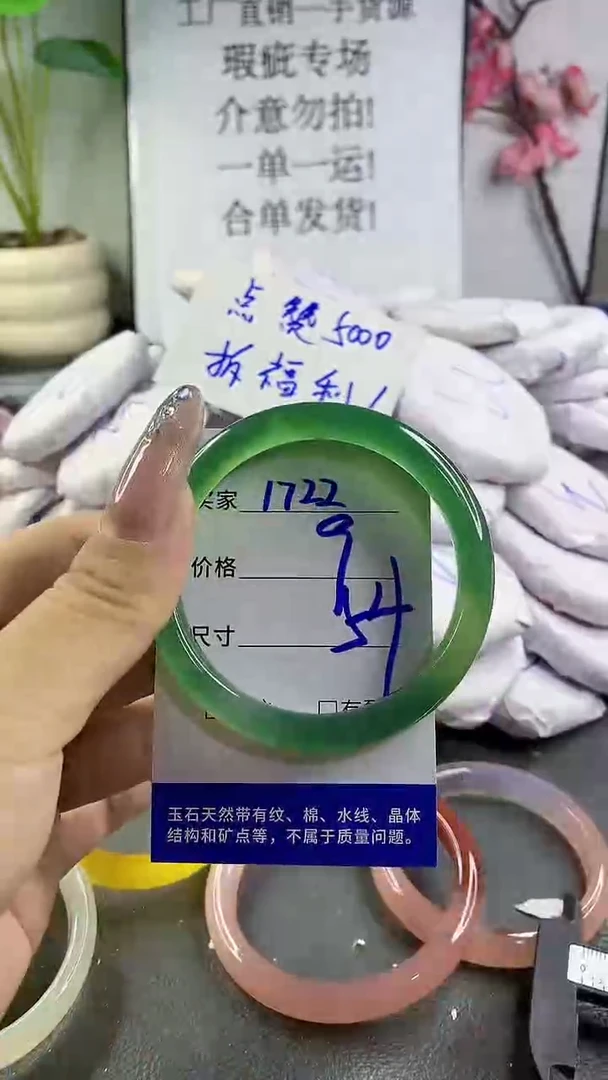 工厂直销一手货源
瑕疵专场
介意勿拍!
一单一运!
合单发货!
点赞5000
拆福利!
买家 1722
价格 9
尺寸 54
玉石天然带有纹、棉、水线、晶体
结构和矿点等，不属于质量问题。